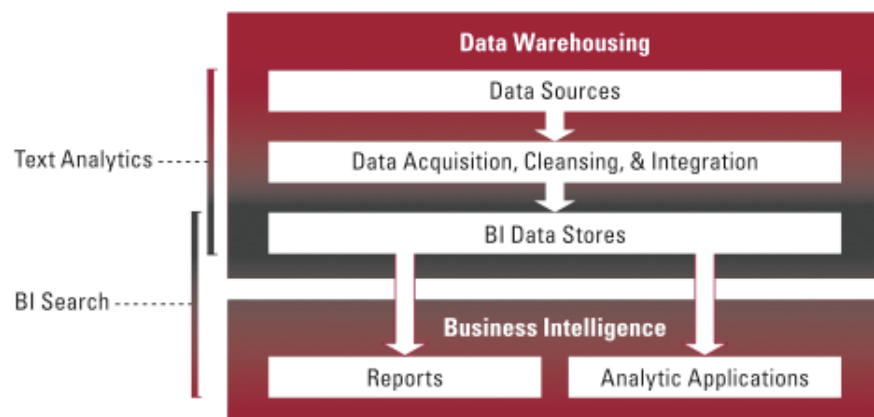 Data Warehousing
Data Sources
Text Analytics
Data Acquisition, Cleansing, & Integration
BI Data Stores
BI Search
Business Intelligence
Reports
Analytic Applications